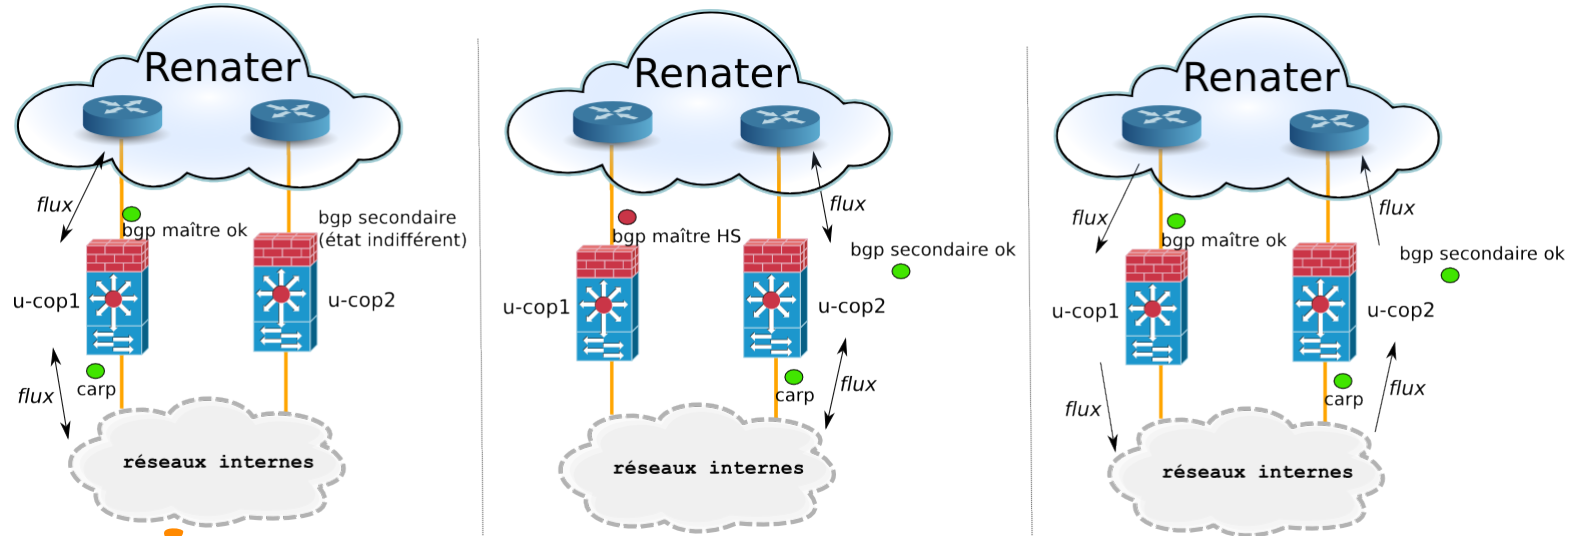 Renater
flux
bgp maître ok
bgp secondaire
(état indifférent)
u-cop1
u-cop2
flux
carp
réseaux internes
Renater
flux
bgp maître HS
bgp secondaire ok
u-cop1
u-cop2
flux
carp
réseaux internes
Renater
flux
flux
bgp maître ok
bgp secondaire ok
u-cop1
u-cop2
flux
carp
flux
réseaux internes